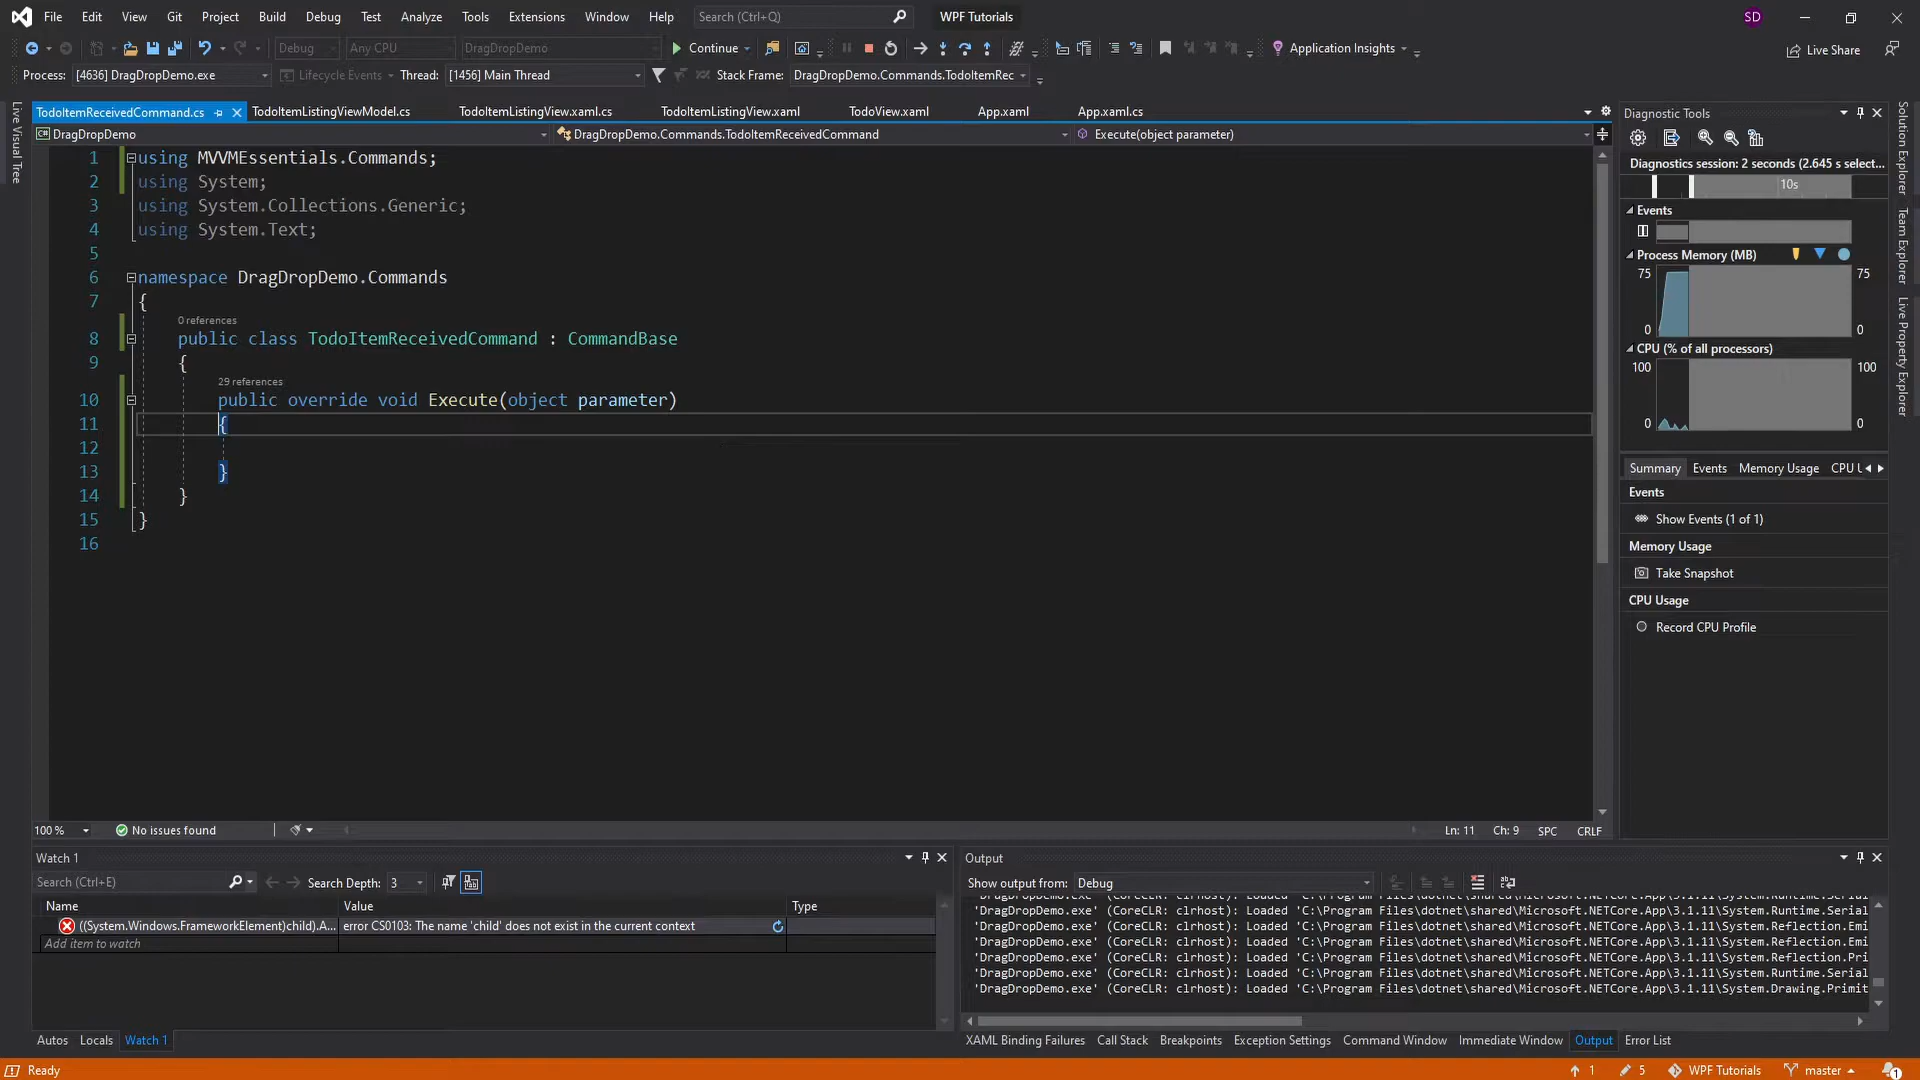 File Edit View Git Project Build Debug Test Analyze Tools Extensions Window Help Search (Ctrl+Q) WPF Tutorials SD
Debug Any CPU DragDropDemo Continue Application Insights Live Share
Process: [4636] DragDropDemo.exe Lifecycle Events Thread: [1456] Main Thread Stack Frame: DragDropDemo.Commands.TodoItemRec
TodoItemReceivedCommand.cs TodoItemListingViewModel.cs TodoItemListingView.xaml.cs TodoItemListingView.xaml TodoView.xaml App.xaml App.xaml.cs
DragDropDemo DragDropDemo.Commands.TodoItemReceivedCommand Execute(object parameter)
Live Visual Tree
1 using MVVMEssentials.Commands;
2 using System;
3 using System.Collections.Generic;
4 using System.Text;
5
6 namespace DragDropDemo.Commands
7 {
0 references
8 public class TodoItemReceivedCommand : CommandBase
9 {
29 references
10 public override void Execute(object parameter)
11 {
12
13 }
14 }
15 }
16
100 % No issues found Ln: 11 Ch: 9 SPC CRLF
Diagnostic Tools
Diagnostics session: 2 seconds (2.645 s select...
10s
Events
Process Memory (MB)
75 75
0 0
CPU (% of all processors)
100 100
0 0
Summary Events Memory Usage CPU U
Events
Show Events (1 of 1)
Memory Usage
Take Snapshot
CPU Usage
Record CPU Profile
Solution Explorer
Team Explorer
Live Property Explorer
Watch 1
Search (Ctrl+E) Search Depth: 3
Name Value Type
((System.Windows.FrameworkElement)child).A... error CS0103: The name 'child' does not exist in the current context
Add item to watch
Autos Locals Watch 1
Output
Show output from: Debug
'DragDropDemo.exe' (CoreCLR: clrhost): Loaded 'C:\Program Files\dotnet\shared\Microsoft.NETCore.App\3.1.11\System.Runtime.Serial
'DragDropDemo.exe' (CoreCLR: clrhost): Loaded 'C:\Program Files\dotnet\shared\Microsoft.NETCore.App\3.1.11\System.Reflection.Emi
'DragDropDemo.exe' (CoreCLR: clrhost): Loaded 'C:\Program Files\dotnet\shared\Microsoft.NETCore.App\3.1.11\System.Reflection.Emi
'DragDropDemo.exe' (CoreCLR: clrhost): Loaded 'C:\Program Files\dotnet\shared\Microsoft.NETCore.App\3.1.11\System.Reflection.Pri
'DragDropDemo.exe' (CoreCLR: clrhost): Loaded 'C:\Program Files\dotnet\shared\Microsoft.NETCore.App\3.1.11\System.Runtime.Serial
'DragDropDemo.exe' (CoreCLR: clrhost): Loaded 'C:\Program Files\dotnet\shared\Microsoft.NETCore.App\3.1.11\System.Drawing.Primit
XAML Binding Failures Call Stack Breakpoints Exception Settings Command Window Immediate Window Output Error List
Ready 1 5 WPF Tutorials master 1